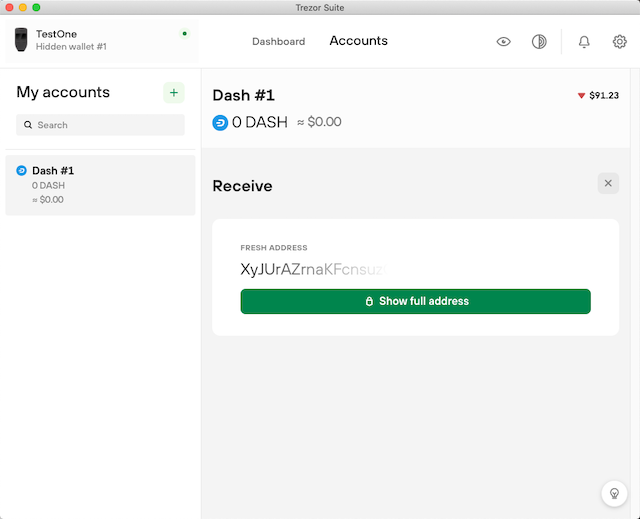 Trezor Suite
TestOne
Hidden wallet #1
Dashboard
Accounts
My accounts
+
Search
Dash #1
0 DASH
≈ $0.00
Dash #1
$91.23
0 DASH ≈ $0.00
Receive
FRESH ADDRESS
XyJUrAZrnaKFcnsuz
Show full address